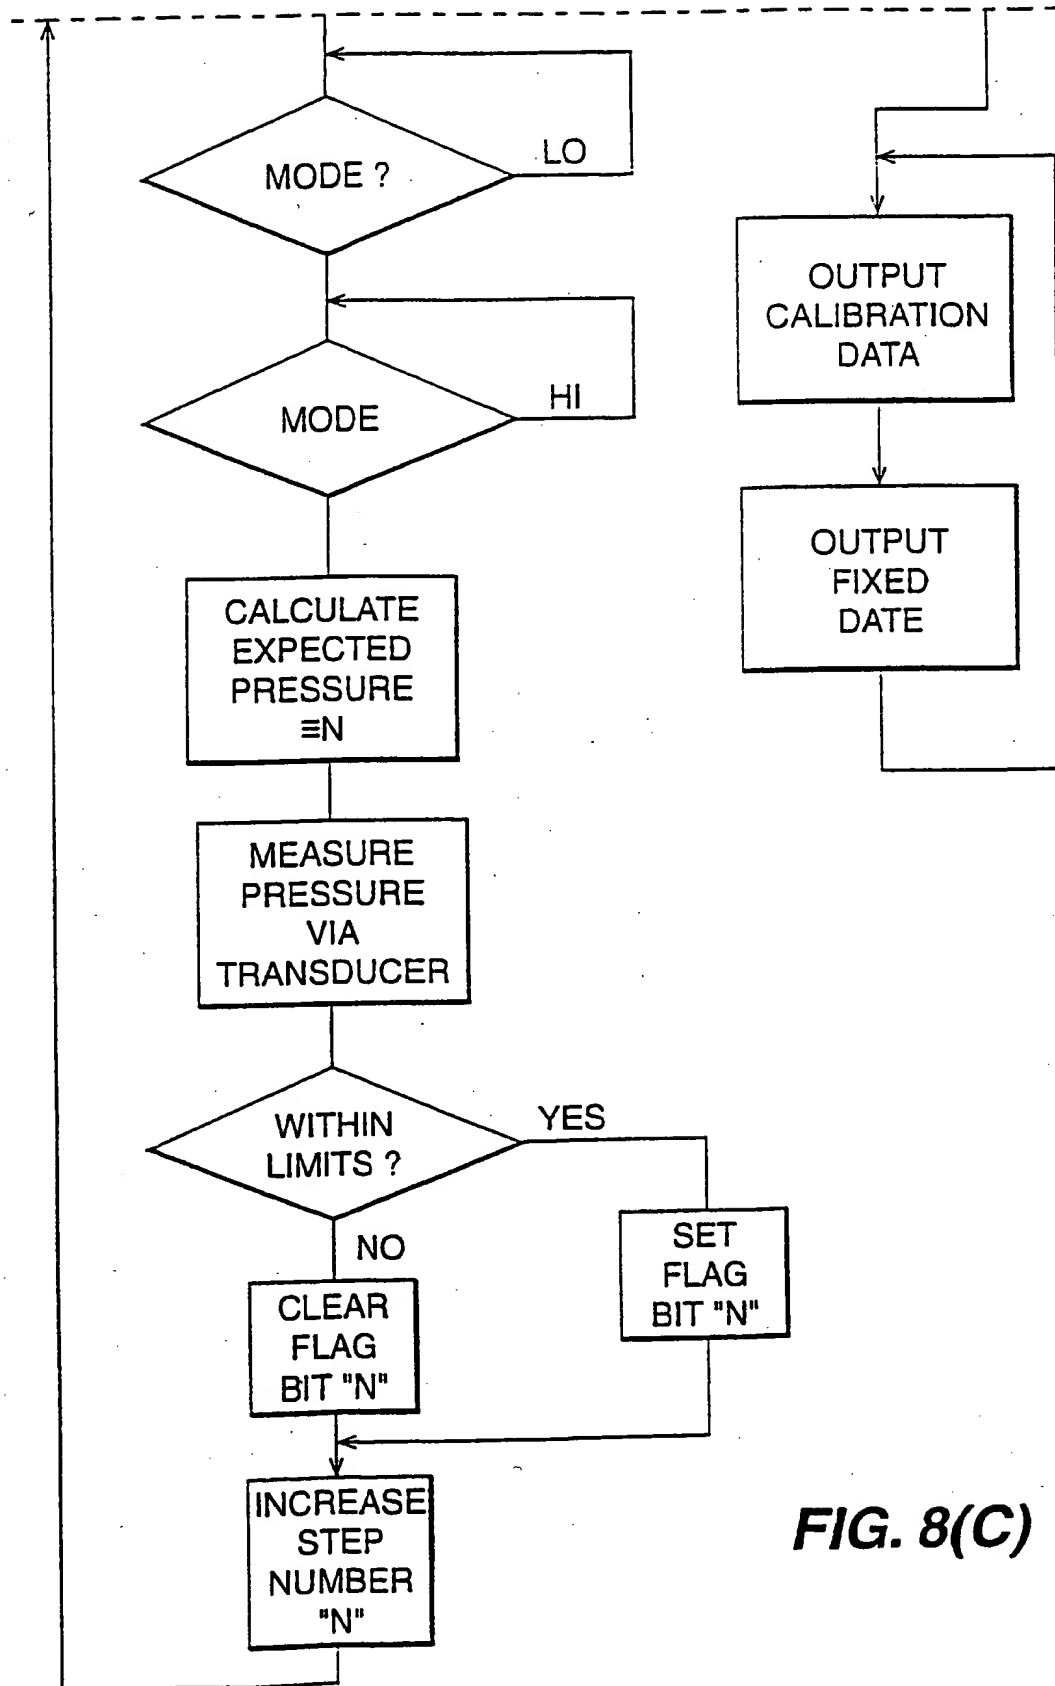 MODE ?
LO
MODE
HI
CALCULATE
EXPECTED
PRESSURE
≡N
MEASURE
PRESSURE
VIA
TRANSDUCER
WITHIN
LIMITS ?
YES
NO
CLEAR
FLAG
BIT "N"
SET
FLAG
BIT "N"
INCREASE
STEP
NUMBER
"N"
OUTPUT
CALIBRATION
DATA
OUTPUT
FIXED
DATE
FIG. 8(C)